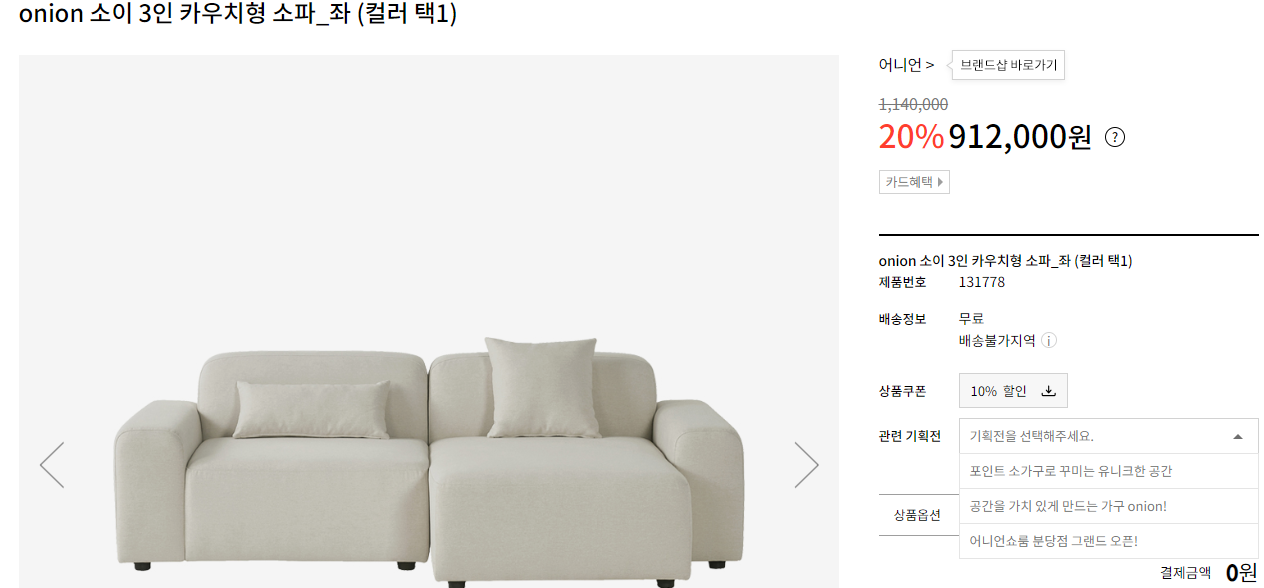 onion 소이 3인 카우치형 소파_좌 (컬러 택1)
어니언 >
브랜드샵 바로가기
1,140,000
20% 912,000원 ?
카드혜택
onion 소이 3인 카우치형 소파_좌 (컬러 택1)
제품번호 131778
배송정보 무료
배송불가지역 i
상품쿠폰 10% 할인
관련 기획전 기획전을 선택해주세요.
포인트 소가구로 꾸미는 유니크한 공간
공간을 가치 있게 만드는 가구 onion!
상품옵션
어니언쇼룸 분당점 그랜드 오픈!
결제금액 0원